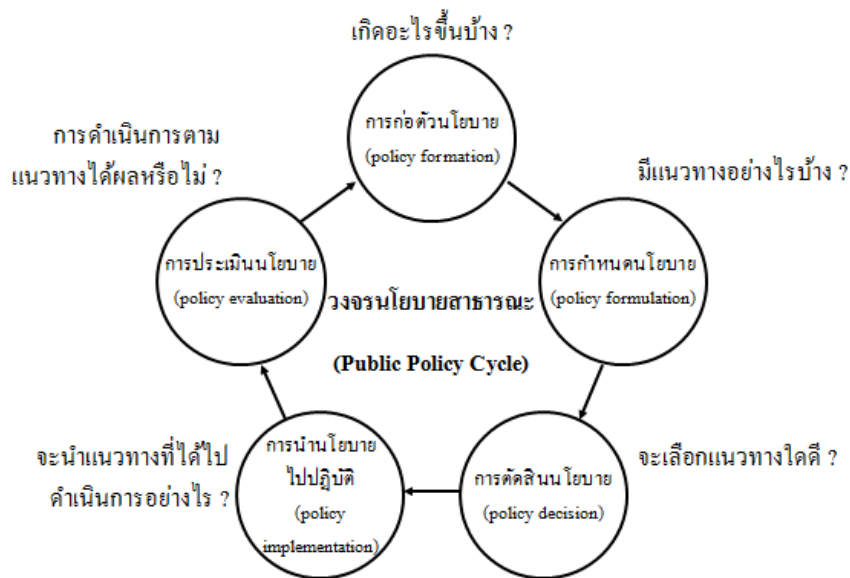 เกิดอะไรขึ้นบ้าง ?
การก่อตัวนโยบาย
(policy formation)
มีแนวทางอย่างไรบ้าง ?
การกำหนดนโยบาย
(policy formulation)
จะเลือกแนวทางใดดี ?
การตัดสินนโยบาย
(policy decision)
จะนำแนวทางที่ได้ไป
ดำเนินการอย่างไร ?
การนำนโยบาย
ไปปฏิบัติ
(policy
implementation)
การดำเนินการตาม
แนวทางได้ผลหรือไม่ ?
การประเมินนโยบาย
(policy evaluation)
วงจรนโยบายสาธารณะ
(Public Policy Cycle)